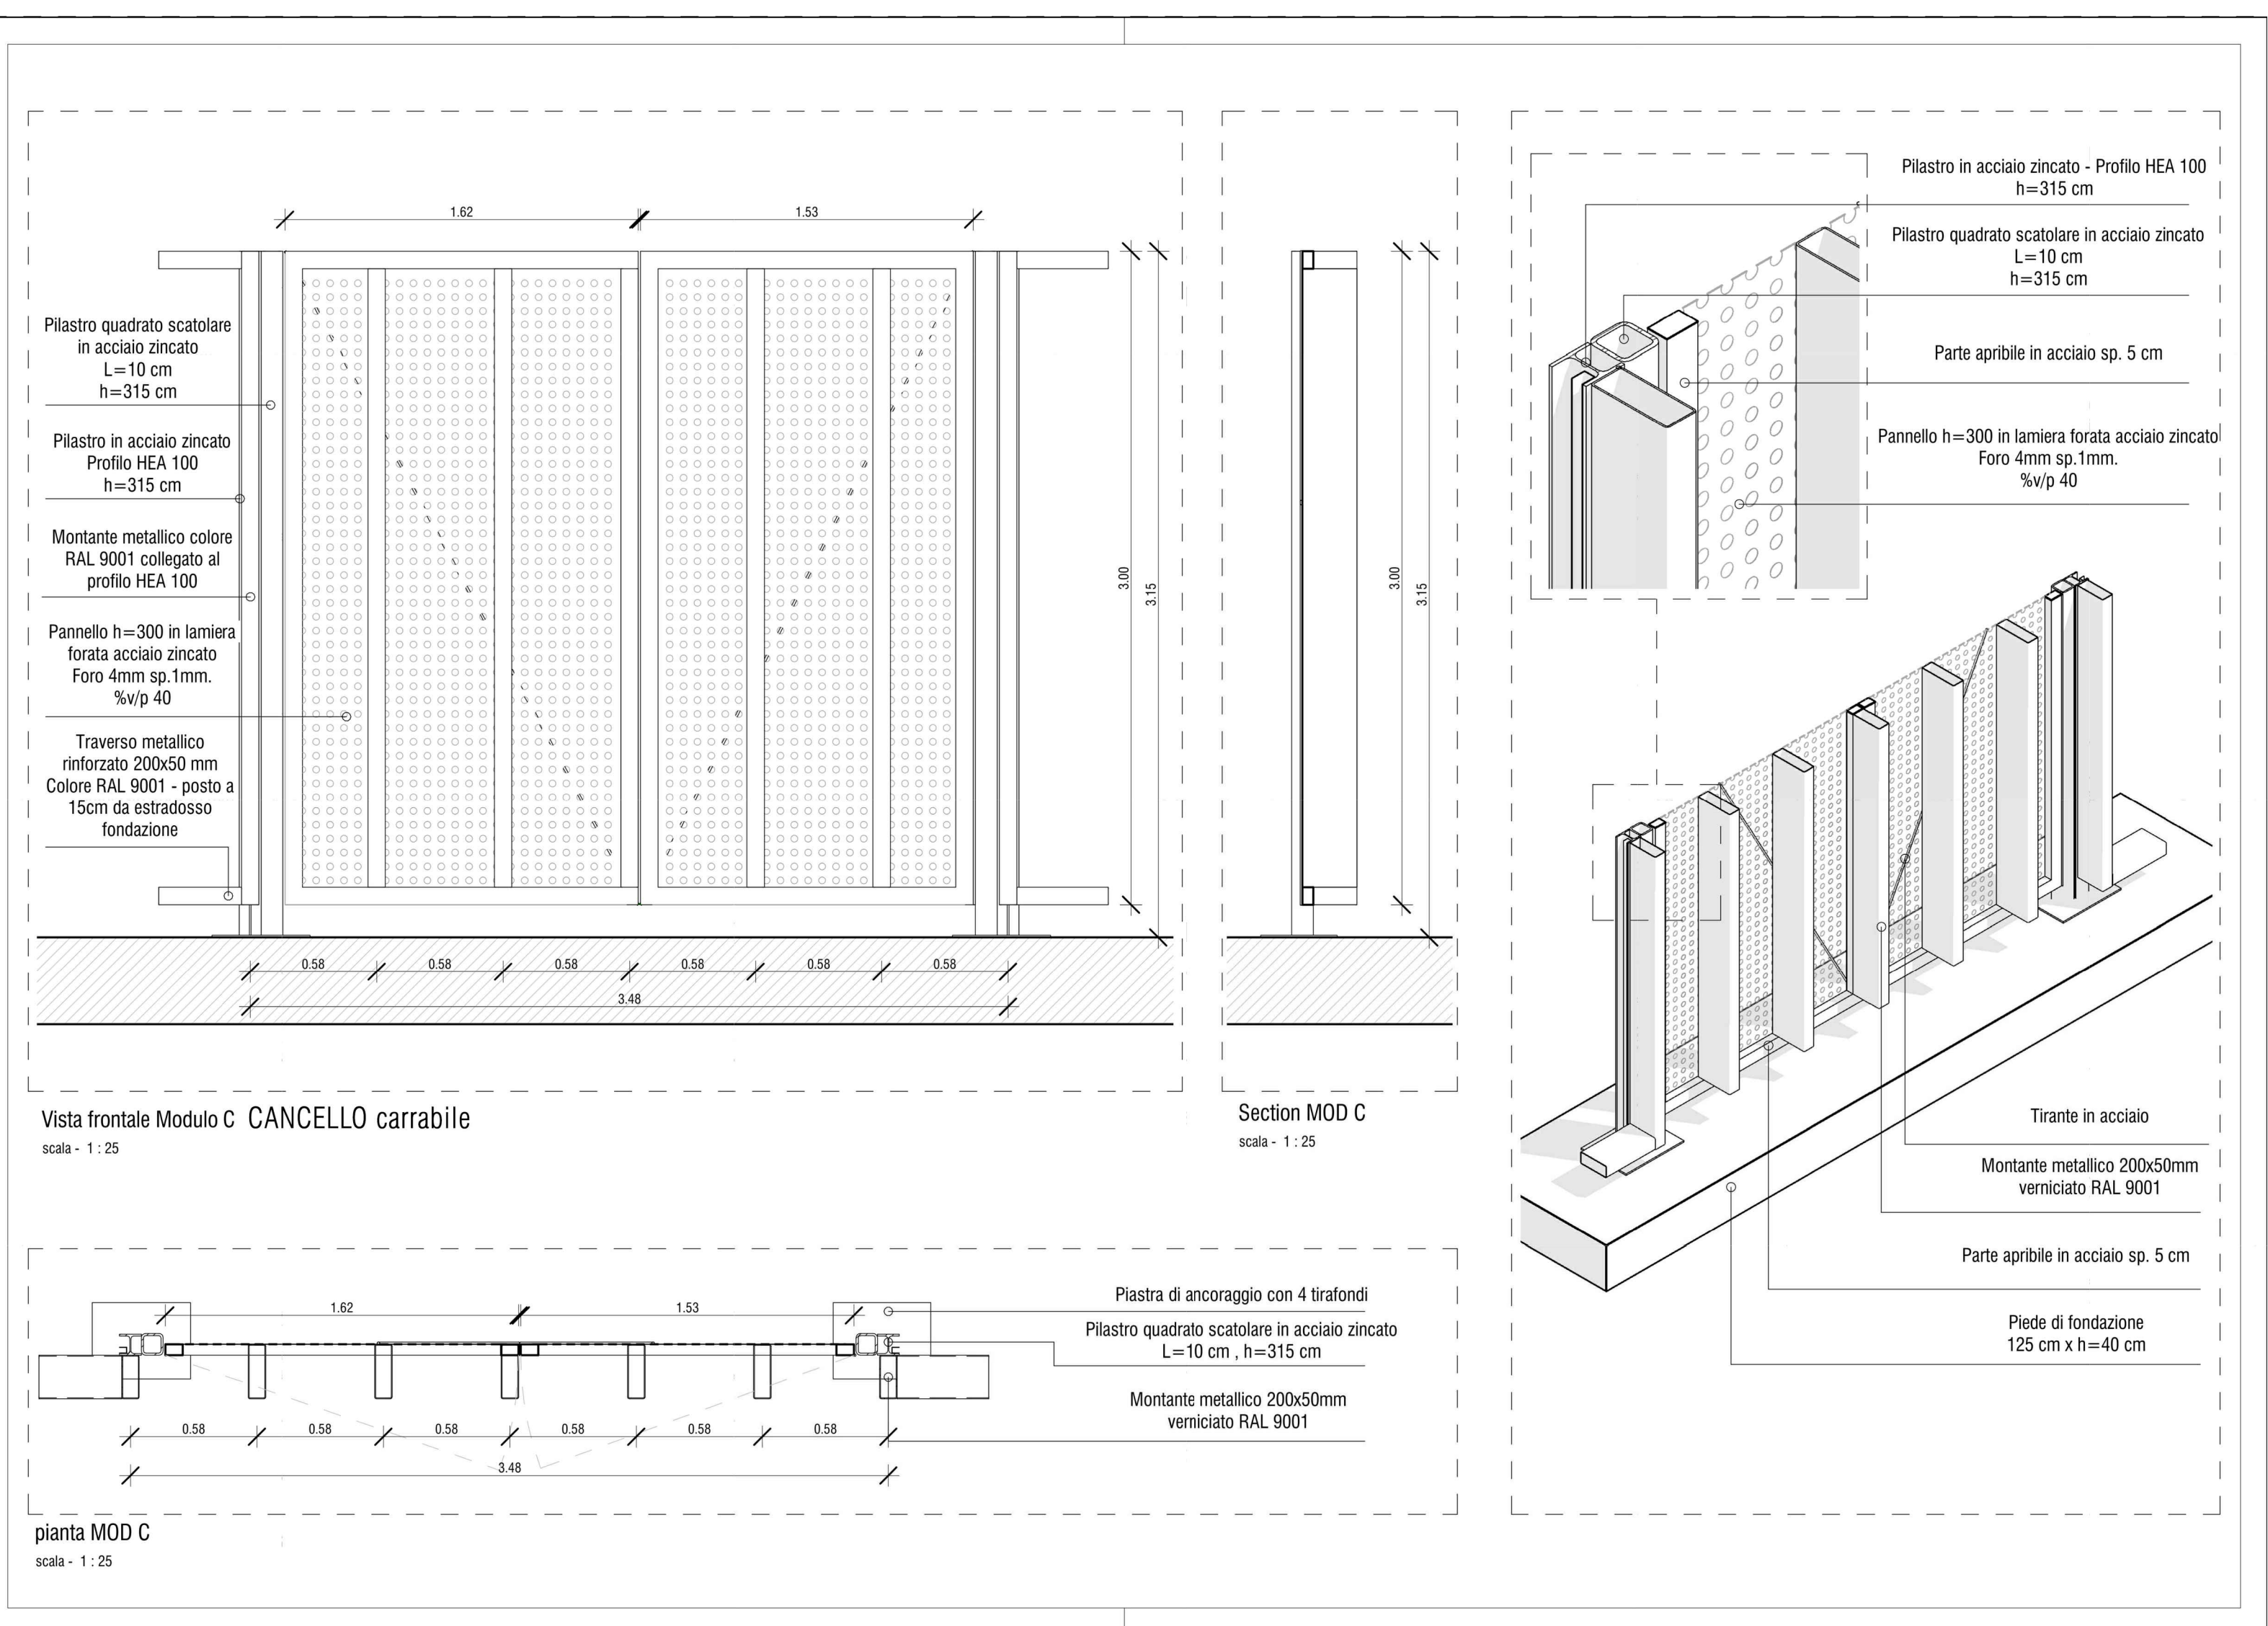 1.62
1.53
Pilastro quadrato scatolare
in acciaio zincato
L=10 cm
h=315 cm
Pilastro in acciaio zincato
Profilo HEA 100
h=315 cm
Montante metallico colore
RAL 9001 collegato al
profilo HEA 100
Pannello h=300 in lamiera
forata acciaio zincato
Foro 4mm sp.1mm.
%v/p 40
Traverso metallico
rinforzato 200x50 mm
Colore RAL 9001 - posto a
15cm da estradosso
fondazione
3.00
3.15
0.58
0.58
0.58
0.58
0.58
0.58
3.48
Vista frontale Modulo C CANCELLO carrabile
scala - 1 : 25
3.00
3.15
Section MOD C
scala - 1 : 25
Pilastro in acciaio zincato - Profilo HEA 100
h=315 cm
Pilastro quadrato scatolare in acciaio zincato
L=10 cm
h=315 cm
Parte apribile in acciaio sp. 5 cm
Pannello h=300 in lamiera forata acciaio zincato
Foro 4mm sp.1mm.
%v/p 40
Tirante in acciaio
Montante metallico 200x50mm
verniciato RAL 9001
Parte apribile in acciaio sp. 5 cm
Piede di fondazione
125 cm x h=40 cm
1.62
1.53
Piastra di ancoraggio con 4 tirafondi
Pilastro quadrato scatolare in acciaio zincato
L=10 cm , h=315 cm
Montante metallico 200x50mm
verniciato RAL 9001
0.58
0.58
0.58
0.58
0.58
0.58
3.48
pianta MOD C
scala - 1 : 25